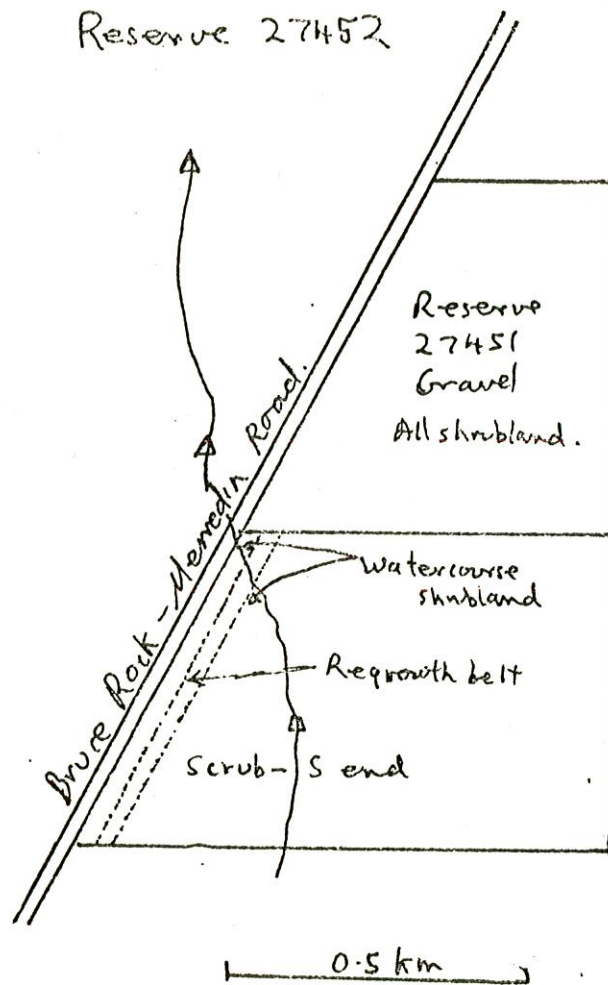 Reserve 27452
Reserve
27451
Gravel
All shrubland.
Bruce Rock-Merredin Road.
Watercourse
shrubland
Regrowth belt
Scrub-S end
0.5 km